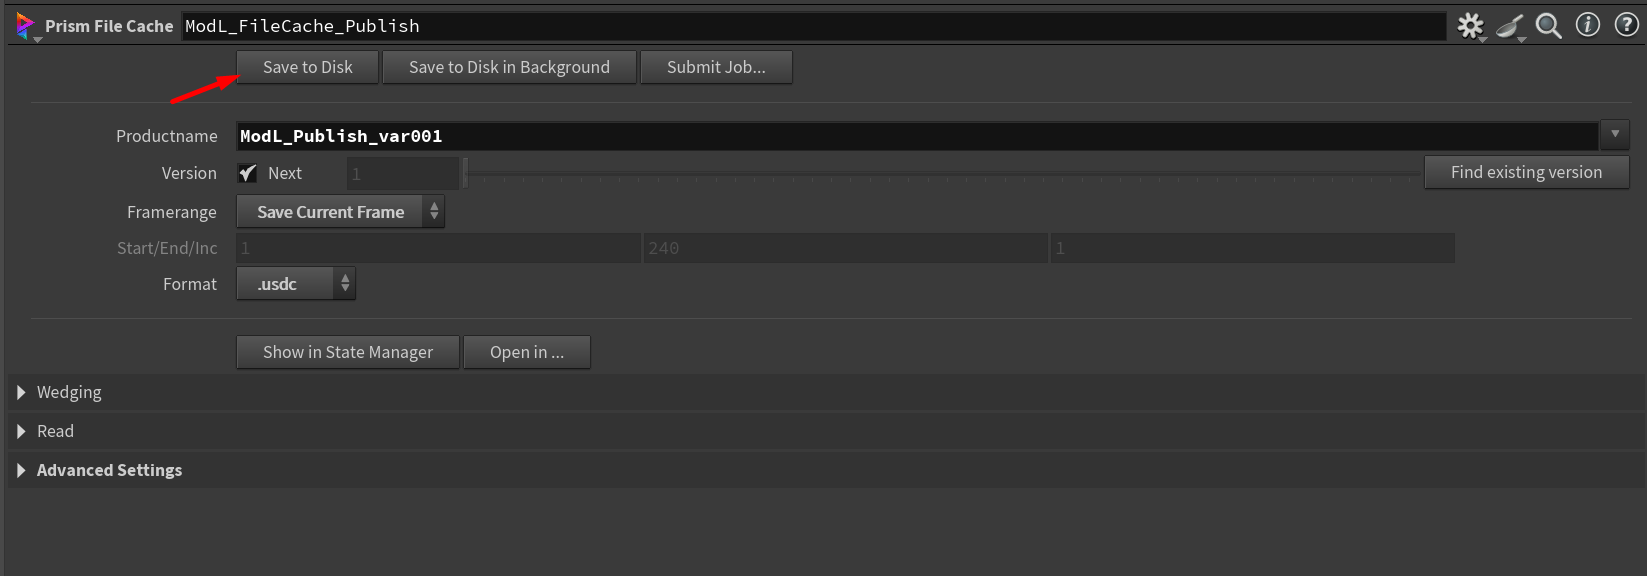 Prism File Cache ModL_FileCache_Publish
Save to Disk Save to Disk in Background Submit Job...
Productname ModL_Publish_var001
Version Next 1 Find existing version
Framerange Save Current Frame
Start/End/Inc 1 240 1
Format .usdc
Show in State Manager Open in ...
Wedging
Read
Advanced Settings